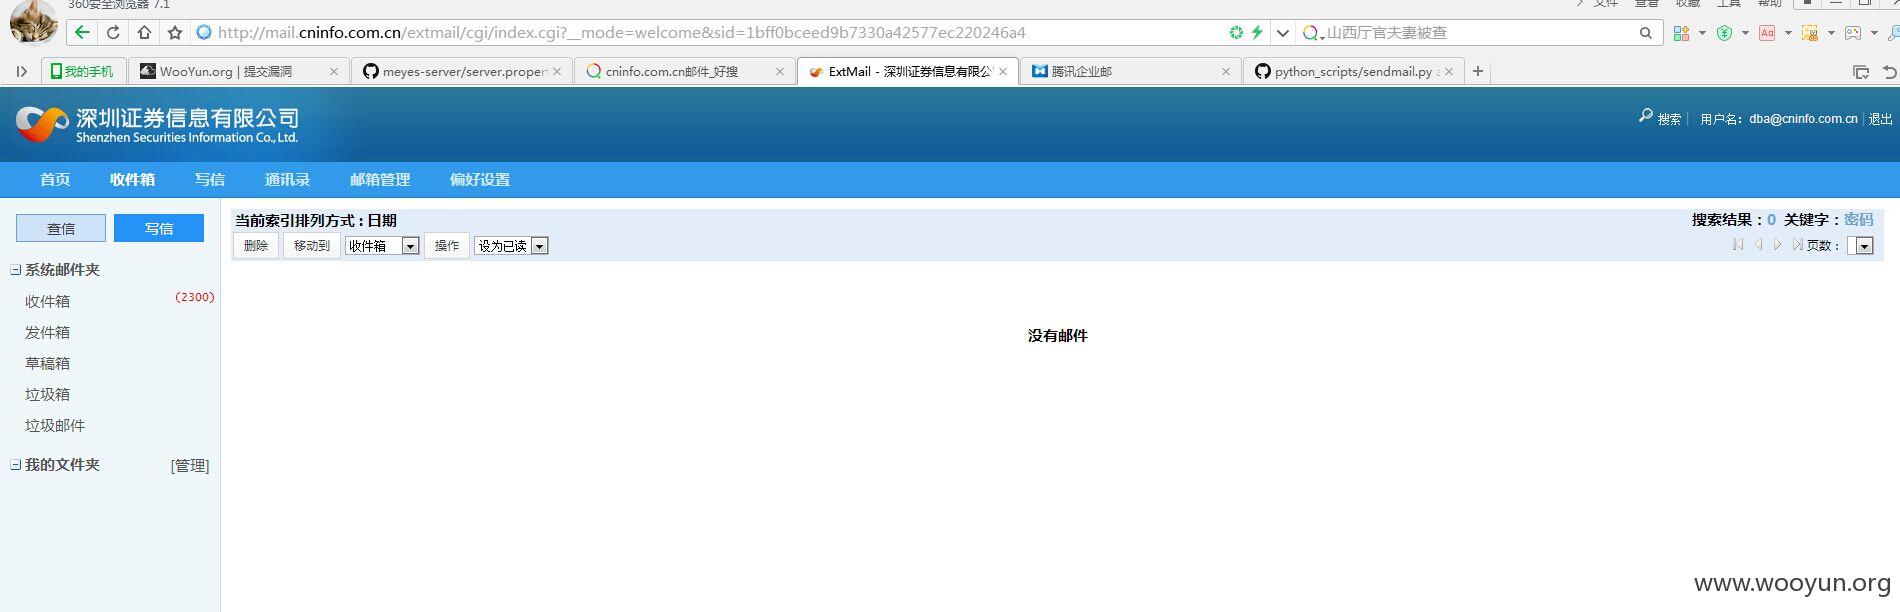 360安全浏览器 7.1
文件 查看 收藏 工具 帮助
http://mail.cninfo.com.cn/extmail/cgi/index.cgi?__mode=welcome&sid=1bff0bceed9b7330a42577ec220246a4
山西厅官夫妻被查
我的手机
WooYun.org | 提交漏洞
meyes-server/server.proper
cninfo.com.cn邮件_好搜
ExtMail - 深圳证券信息有限公
腾讯企业邮
python_scripts/sendmail.py
深圳证券信息有限公司
Shenzhen Securities Information Co., Ltd.
搜索 | 用户名：dba@cninfo.com.cn | 退出
首页 收件箱 写信 通讯录 邮箱管理 偏好设置
查信 写信
系统邮件夹
收件箱 (2300)
发件箱
草稿箱
垃圾箱
垃圾邮件
我的文件夹 [管理]
当前索引排列方式 : 日期
搜索结果：0 关键字：密码
删除 移动到 收件箱 操作 设为已读
页数：
没有邮件
www.wooyun.org